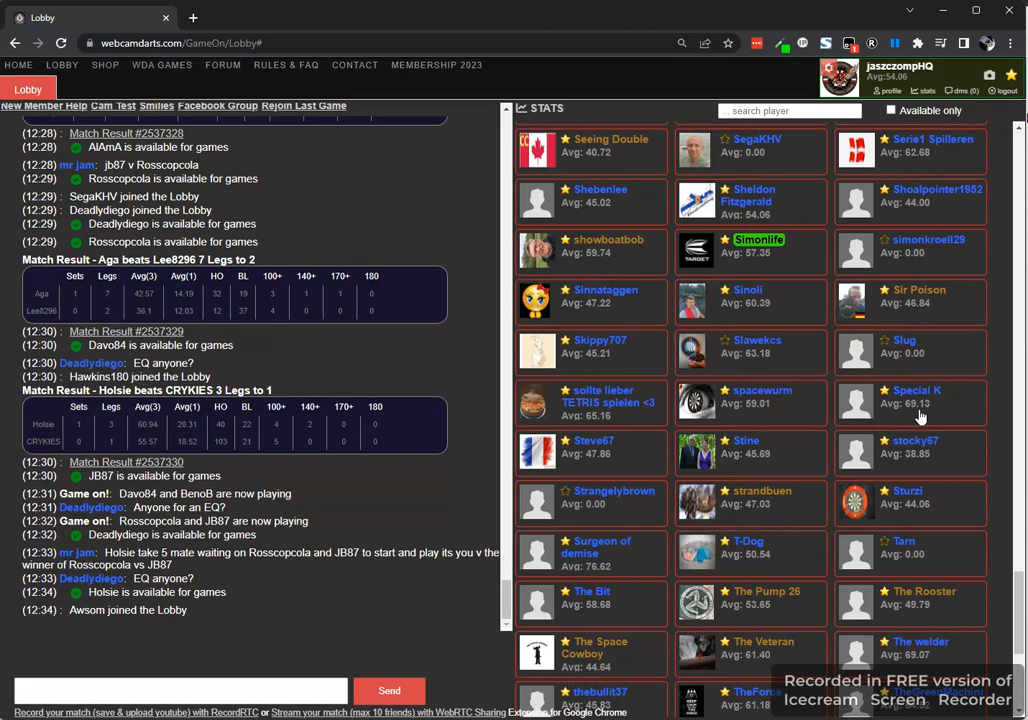 Lobby
webcamdarts.com/GameOn/Lobby#
HOME LOBBY SHOP WDA GAMES FORUM RULES & FAQ CONTACT MEMBERSHIP 2023
jaszczompHQ
Avg:54.06
profile stats dms (0) logout
Lobby
New Member Help Cam Test Smilies Facebook Group Rejoin Last Game
STATS
... search player
Available only
(12:28) : Match Result #2537328
(12:28) AIAmA is available for games
(12:28) mr jam: jb87 v Rosscopcola
(12:29) Rosscopcola is available for games
(12:29) : SegaKHV joined the Lobby
(12:29) : Deadlydiego joined the Lobby
(12:29) Deadlydiego is available for games
(12:29) Rosscopcola is available for games
Match Result - Aga beats Lee8296 7 Legs to 2
Sets Legs Avg(3) Avg(1) HO BL 100+ 140+ 170+ 180
Aga 1 7 42.57 14.19 32 19 3 1 1 0
Lee8296 0 2 36.1 12.03 12 37 4 0 0 0
(12:30) : Match Result #2537329
(12:30) Davo84 is available for games
(12:30) Deadlydiego: EQ anyone?
(12:30) : Hawkins180 joined the Lobby
Match Result - Holsie beats CRYKIES 3 Legs to 1
Sets Legs Avg(3) Avg(1) HO BL 100+ 140+ 170+ 180
Holsie 1 3 60.94 20.31 40 22 4 2 0 0
CRYKIES 0 1 55.57 18.52 103 21 5 0 0 0
(12:30) : Match Result #2537330
(12:30) JB87 is available for games
(12:31) Game on!: Davo84 and BenoB are now playing
(12:31) Deadlydiego: Anyone for an EQ?
(12:32) Game on!: Rosscopcola and JB87 are now playing
(12:32) Deadlydiego is available for games
(12:33) mr jam: Holsie take 5 mate waiting on Rosscopcola and JB87 to start and play its you v the
winner of Rosscopcola vs JB87
(12:33) Deadlydiego: EQ anyone?
(12:34) Holsie is available for games
(12:34) : Awsom joined the Lobby
Send
Record your match (save & upload youtube) with RecordRTC or Stream your match (max 10 friends) with WebRTC Sharing Extension for Google Chrome
Seeing Double
Avg: 40.72
SegaKHV
Avg: 0.00
Serie1 Spilleren
Avg: 62.68
Shebenlee
Avg: 45.02
Sheldon
Fitzgerald
Avg: 54.06
Shoalpointer1952
Avg: 44.00
showboatbob
Avg: 59.74
TARGET
Simonlife
Avg: 57.35
simonkroell29
Avg: 0.00
Sinnataggen
Avg: 47.22
Sinoli
Avg: 60.39
Sir Poison
Avg: 46.84
Skippy707
Avg: 45.21
Slawekcs
Avg: 63.18
Slug
Avg: 0.00
sollte lieber
TETRIS spielen <3
Avg: 65.16
spacewurm
Avg: 59.01
Special K
Avg: 69.13
Steve67
Avg: 47.86
Stine
Avg: 45.69
stocky67
Avg: 38.85
Strangelybrown
Avg: 0.00
strandbuen
Avg: 47.03
Sturzi
Avg: 44.06
Surgeon of
demise
Avg: 76.62
T-Dog
Avg: 50.54
Tarn
Avg: 0.00
The Bit
Avg: 58.68
The Pump 26
Avg: 53.65
The Rooster
Avg: 49.79
The Space
Cowboy
Avg: 44.64
The Veteran
Avg: 61.40
The welder
Avg: 69.07
thebullit37
Avg: 45.83
TheForce
TheGreenMachine
Recorded in FREE version of
Icecream Screen Recorder